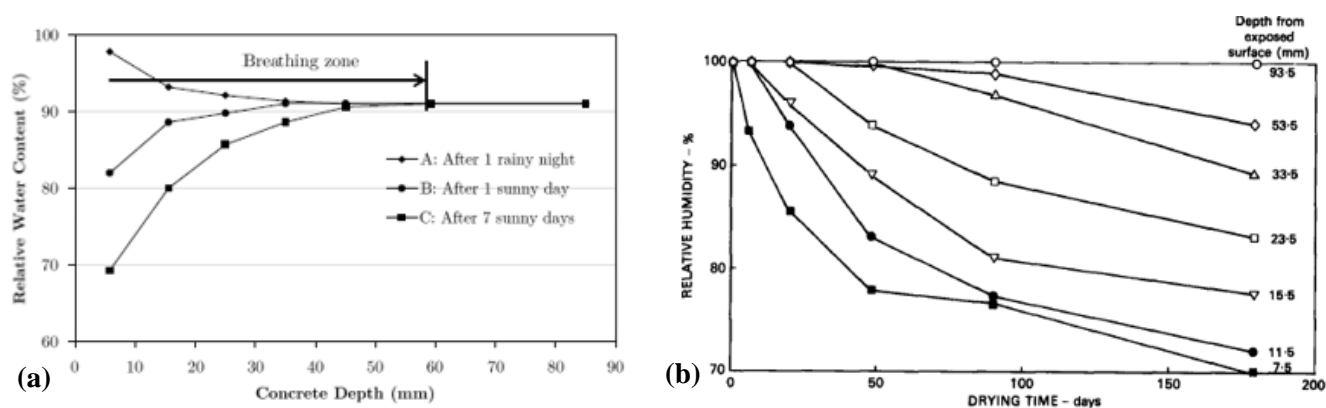 100
90
80
70
60
Relative Water Content (%)
Breathing zone
A: After 1 rainy night
B: After 1 sunny day
C: After 7 sunny days
0 10 20 30 40 50 60 70 80 90
Concrete Depth (mm)
(a)
Depth from
exposed
surface (mm)
100
90
80
70
RELATIVE HUMIDITY - %
93·5
53·5
33·5
23·5
15·5
11·5
7·5
0 50 100 150 200
DRYING TIME - days
(b)